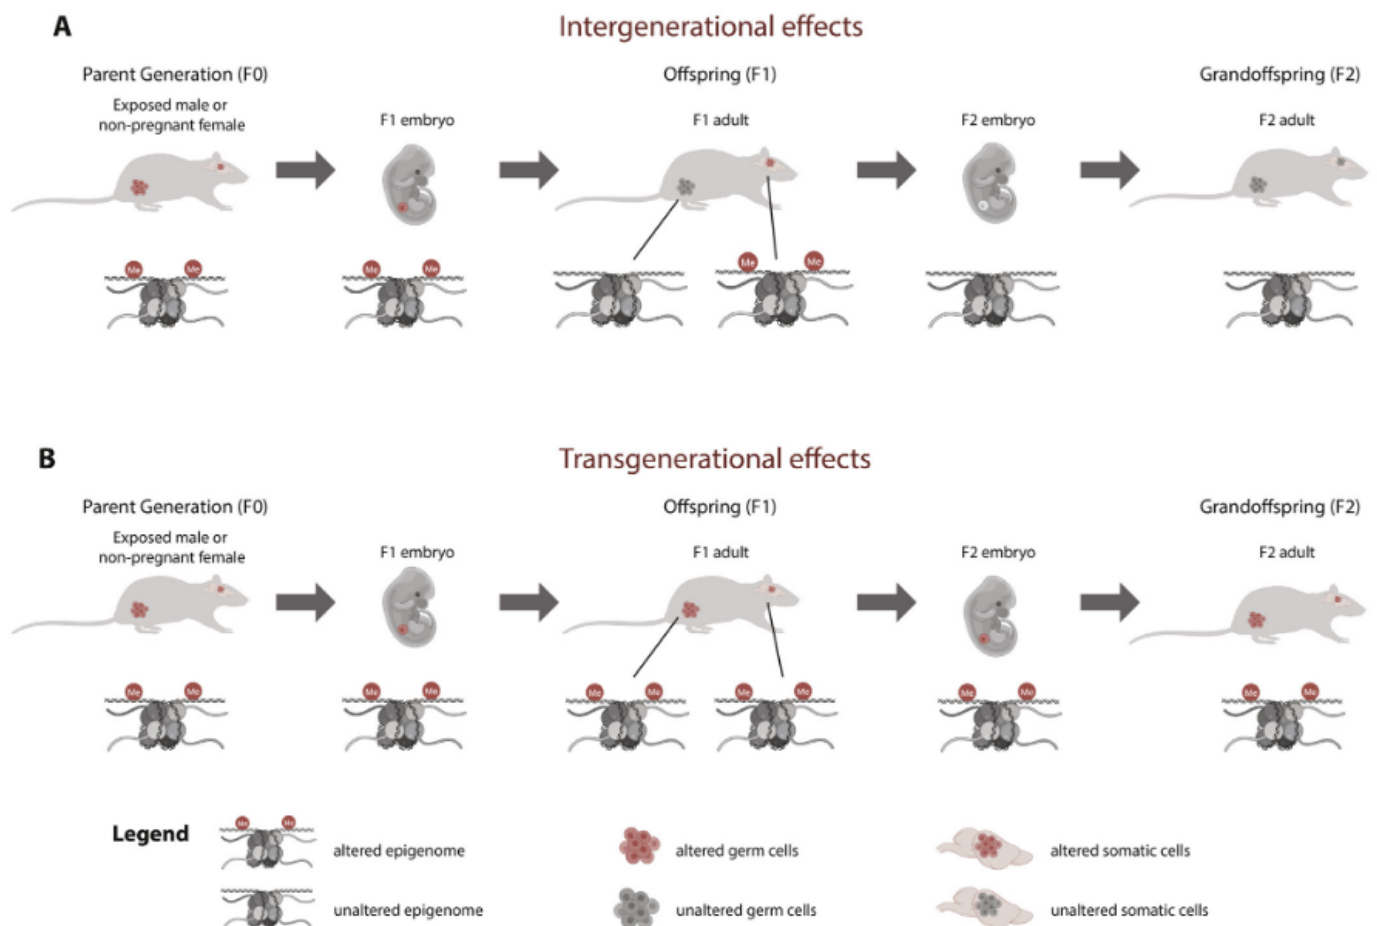 A
Intergenerational effects
Parent Generation (F0)
Offspring (F1)
Grandoffspring (F2)
Exposed male or
non-pregnant female
F1 embryo
F1 adult
F2 embryo
F2 adult
Me Me
Me Me
Me Me
B
Transgenerational effects
Parent Generation (F0)
Offspring (F1)
Grandoffspring (F2)
Exposed male or
non-pregnant female
F1 embryo
F1 adult
F2 embryo
F2 adult
Me Me
Me Me
Me Me
Me Me
Me Me
Me Me
Legend
Me Me
altered epigenome
altered germ cells
altered somatic cells
unaltered epigenome
unaltered germ cells
unaltered somatic cells